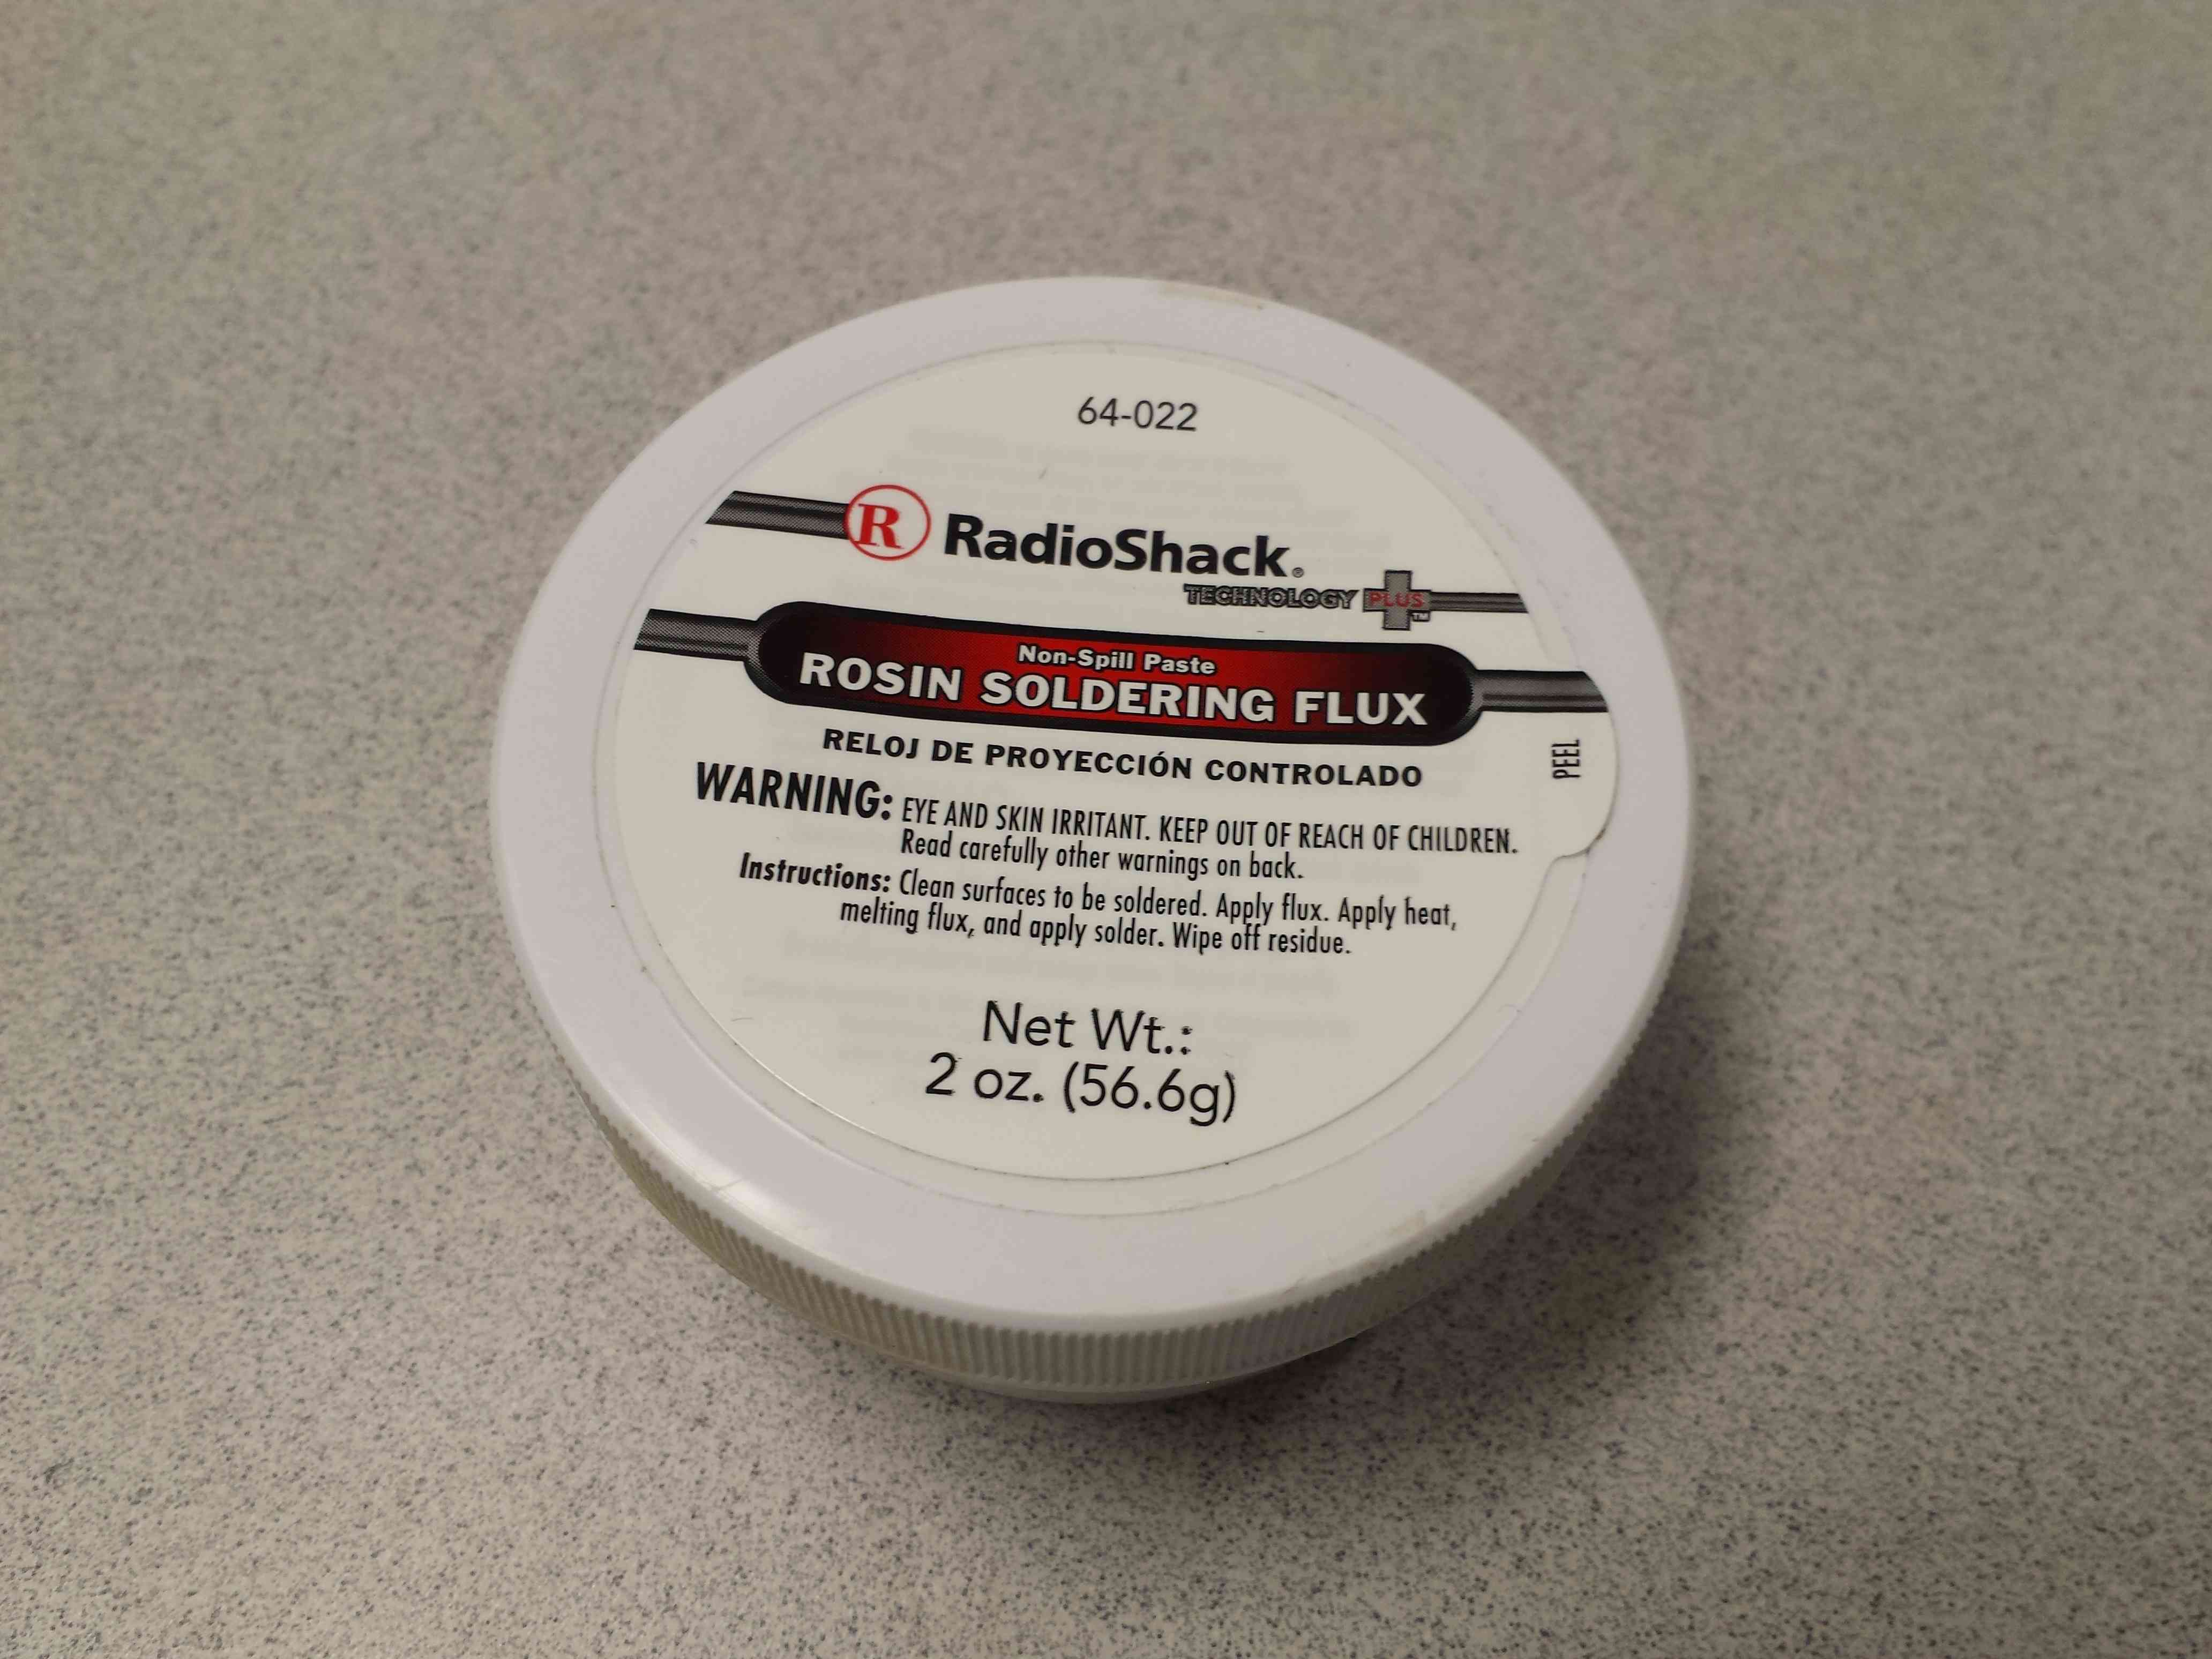 64-022
R RadioShack®
TECHNOLOGY PLUS™
Non-Spill Paste
ROSIN SOLDERING FLUX
RELOJ DE PROYECCIÓN CONTROLADO
PEEL
WARNING: EYE AND SKIN IRRITANT. KEEP OUT OF REACH OF CHILDREN.
Read carefully other warnings on back.
Instructions: Clean surfaces to be soldered. Apply flux. Apply heat,
melting flux, and apply solder. Wipe off residue.
Net Wt.:
2 oz. (56.6g)